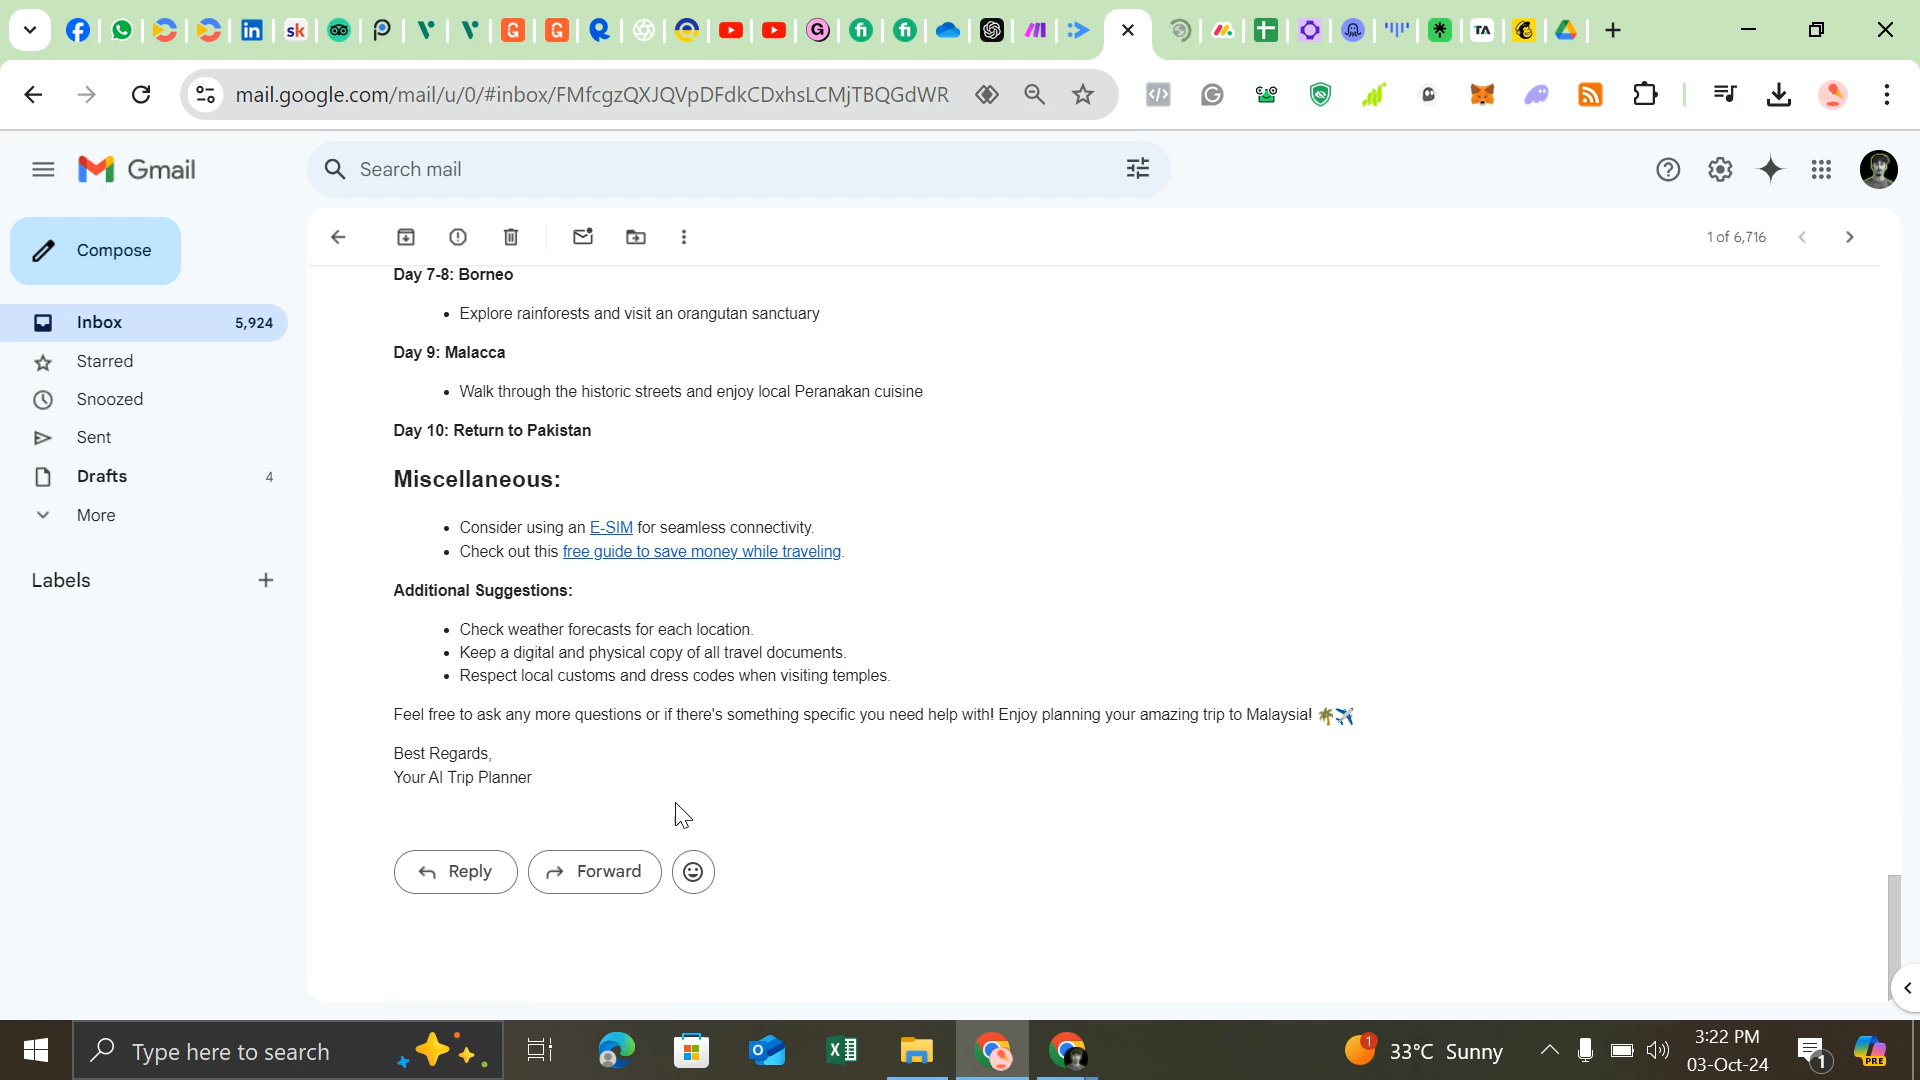 mail.google.com/mail/u/0/#inbox/FMfcgzQXJQVpDFdkCDxhsLCMjTBQGdWR
Gmail
Search mail
Compose
1 of 6,716
Inbox 5,924
Starred
Snoozed
Sent
Drafts 4
More
Labels
Day 7-8: Borneo
• Explore rainforests and visit an orangutan sanctuary
Day 9: Malacca
• Walk through the historic streets and enjoy local Peranakan cuisine
Day 10: Return to Pakistan
Miscellaneous:
• Consider using an E-SIM for seamless connectivity.
• Check out this free guide to save money while traveling.
Additional Suggestions:
• Check weather forecasts for each location.
• Keep a digital and physical copy of all travel documents.
• Respect local customs and dress codes when visiting temples.
Feel free to ask any more questions or if there's something specific you need help with! Enjoy planning your amazing trip to Malaysia! 🌴✈️
Best Regards,
Your AI Trip Planner
Reply
Forward
Type here to search
1
33°C Sunny
3:22 PM
03-Oct-24
1
PRE